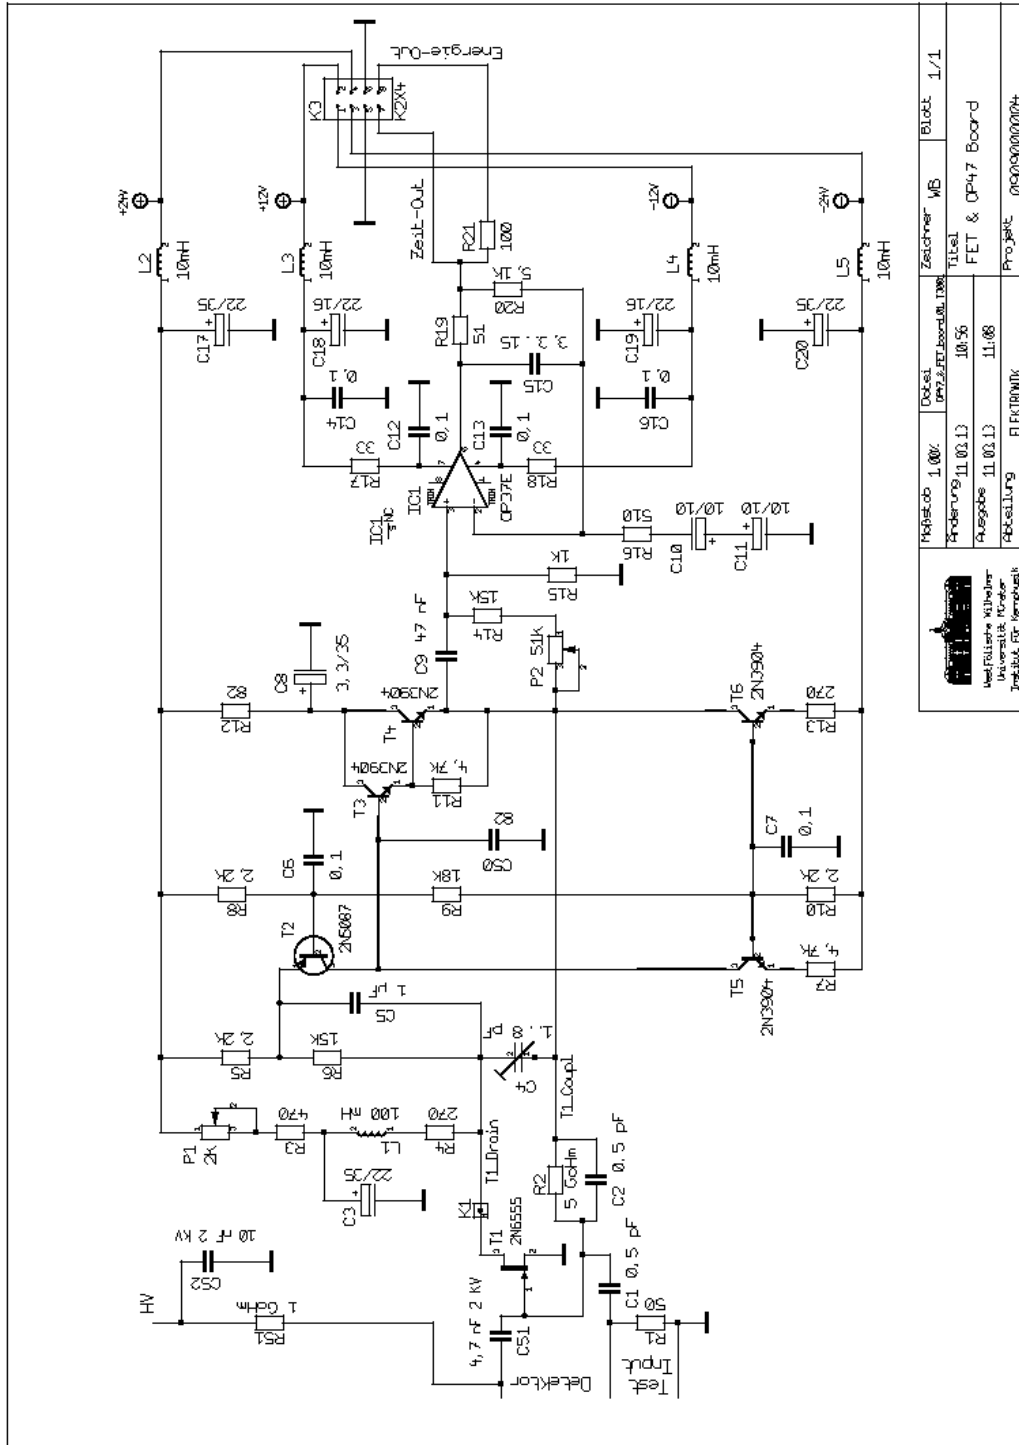 HV
10 nF 2 kV
C52
R51
1 GoHm
4,7 nF 2 KV
C51
Detektor
Test
Input
R1
50
C1 0,5 pF
T1
2N6555
K1
T1_Drain
T1_Coupl
R2
5 GoHm
C2 0,5 pF
P1
2K
R3
470
C3
22/35
L1
100 mH
R4
270
R5
2,2K
R6
15K
C5
1 µF
C4
T2
2N5087
R8
2,2K
C6
0,1
R9
18K
R10
2,2K
R7
4,7K
T5
2N3904
C7
0,1
C50
82
T3
2N3904
R11
4,7K
T4
2N3904
R12
82
C8
3,3/35
T6
2N3904
R13
270
C9 47 nF
R14
15K
P2 51K
R15
1K
R16
510
C10
10/10
C11
10/10
IC1
NC
IC1
OP37E
R17
33
R18
33
C12
0,1
C13
0,1
C14
0,1
C15
3,3..15
C16
0,1
C17
22/35
C18
22/16
C19
22/16
C20
22/35
R19
51
R20
5,1K
R21
100
L2
10mH
L3
10mH
L4
10mH
L5
10mH
+24V
+12V
-12V
-24V
Zeit-Out
Energie-Out
K3
K2X4
Maßstab 1.00%
Datei
Zeichner WB
Blatt 1/1
Änderung 11.03.13 10:56
Titel
FET & OP47 Board
Ausgabe 11.03.13 11:08
Abteilung ELEKTRONIK
Projekt
Westfälische Wilhelms-
Universität Münster
Institut für Kernphysik